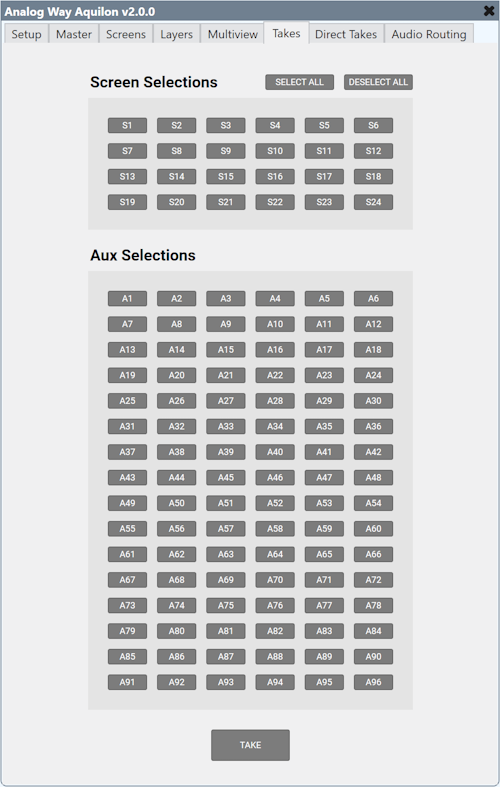 Analog Way Aquilon v2.0.0
Setup Master Screens Layers Multiview Takes Direct Takes Audio Routing
Screen Selections SELECT ALL DESELECT ALL
S1 S2 S3 S4 S5 S6
S7 S8 S9 S10 S11 S12
S13 S14 S15 S16 S17 S18
S19 S20 S21 S22 S23 S24
Aux Selections
A1 A2 A3 A4 A5 A6
A7 A8 A9 A10 A11 A12
A13 A14 A15 A16 A17 A18
A19 A20 A21 A22 A23 A24
A25 A26 A27 A28 A29 A30
A31 A32 A33 A34 A35 A36
A37 A38 A39 A40 A41 A42
A43 A44 A45 A46 A47 A48
A49 A50 A51 A52 A53 A54
A55 A56 A57 A58 A59 A60
A61 A62 A63 A64 A65 A66
A67 A68 A69 A70 A71 A72
A73 A74 A75 A76 A77 A78
A79 A80 A81 A82 A83 A84
A85 A86 A87 A88 A89 A90
A91 A92 A93 A94 A95 A96
TAKE